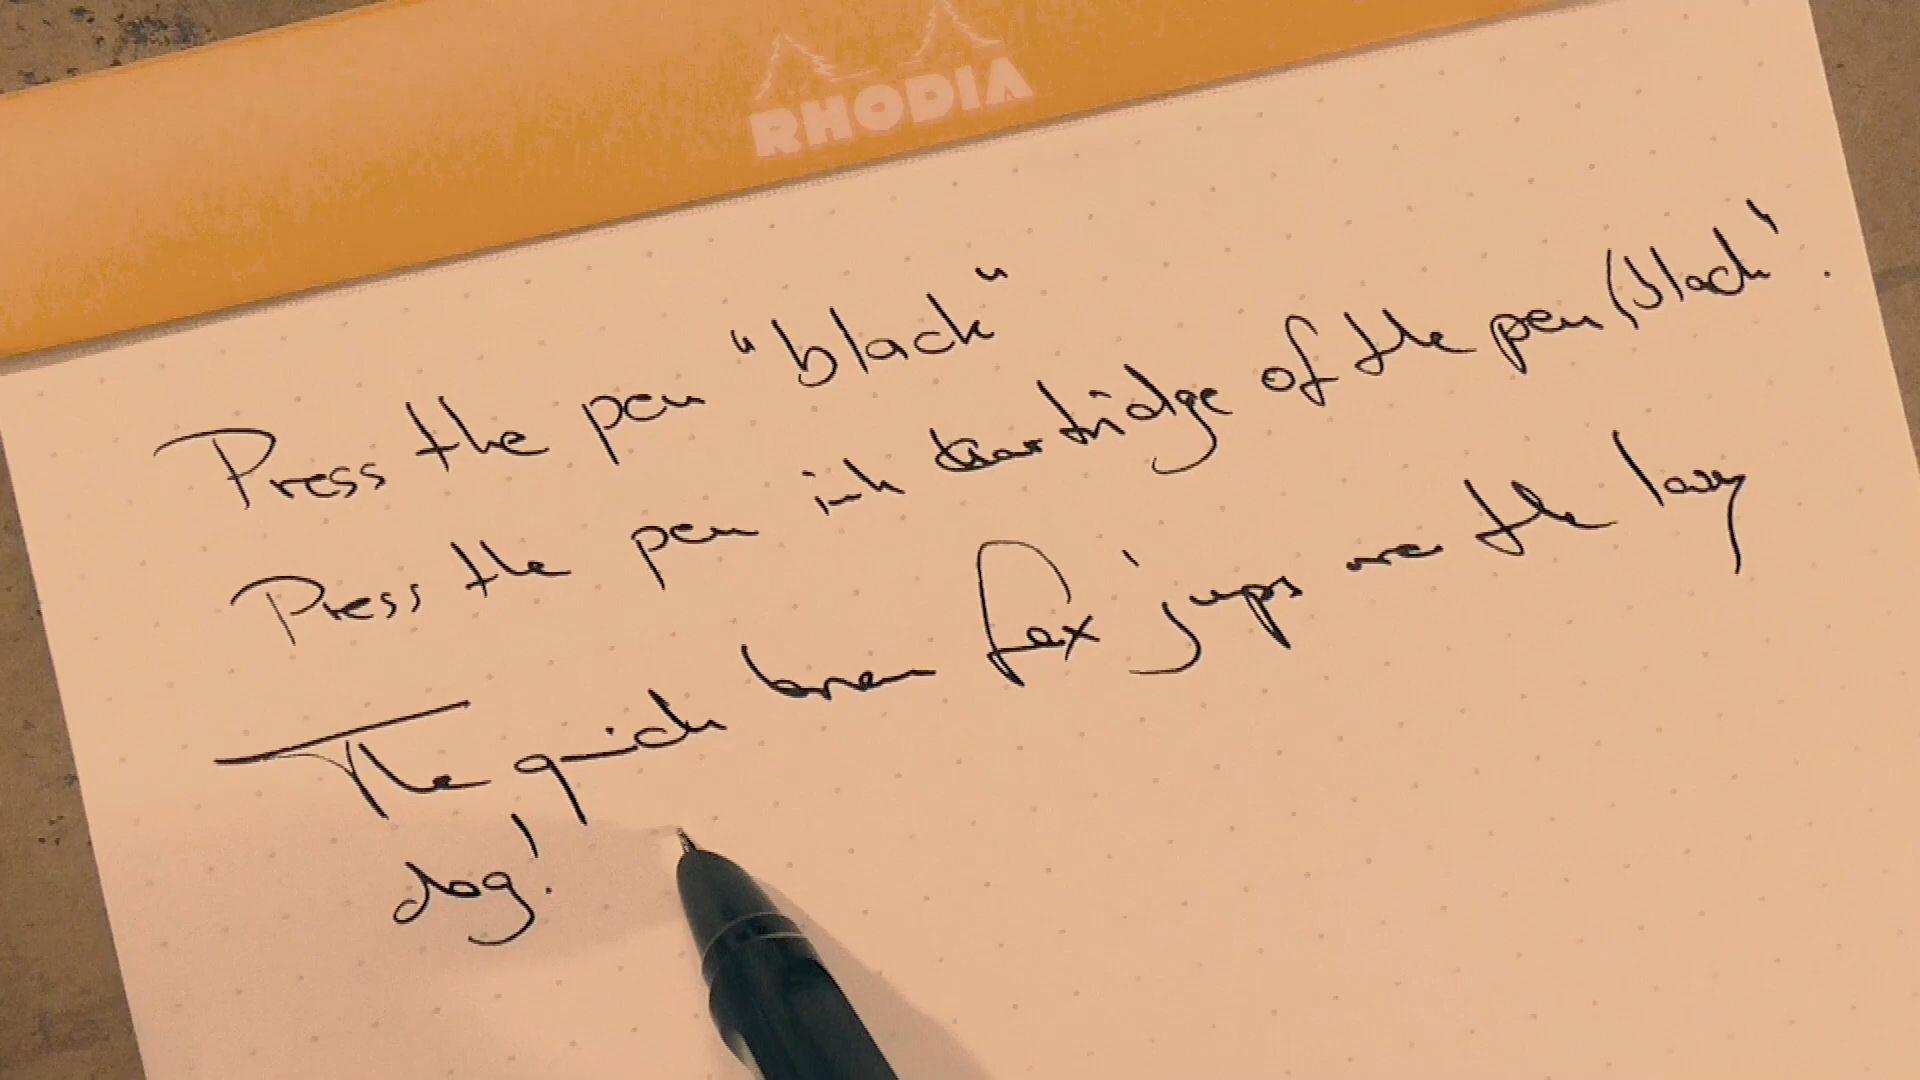 RHODIA
Press the pen "black"
Press the pen ink cartridge of the pen "black".
The quick brown fox jumps over the lazy
dog!